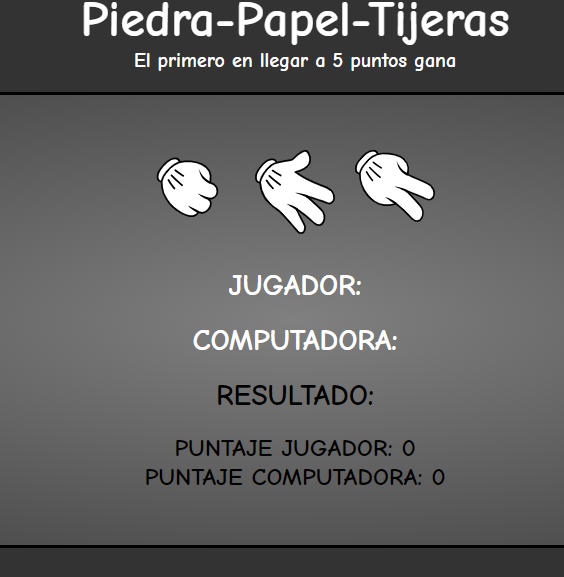 Piedra-Papel-Tijeras
El primero en llegar a 5 puntos gana
JUGADOR:
COMPUTADORA:
RESULTADO:
PUNTAJE JUGADOR: 0
PUNTAJE COMPUTADORA: 0